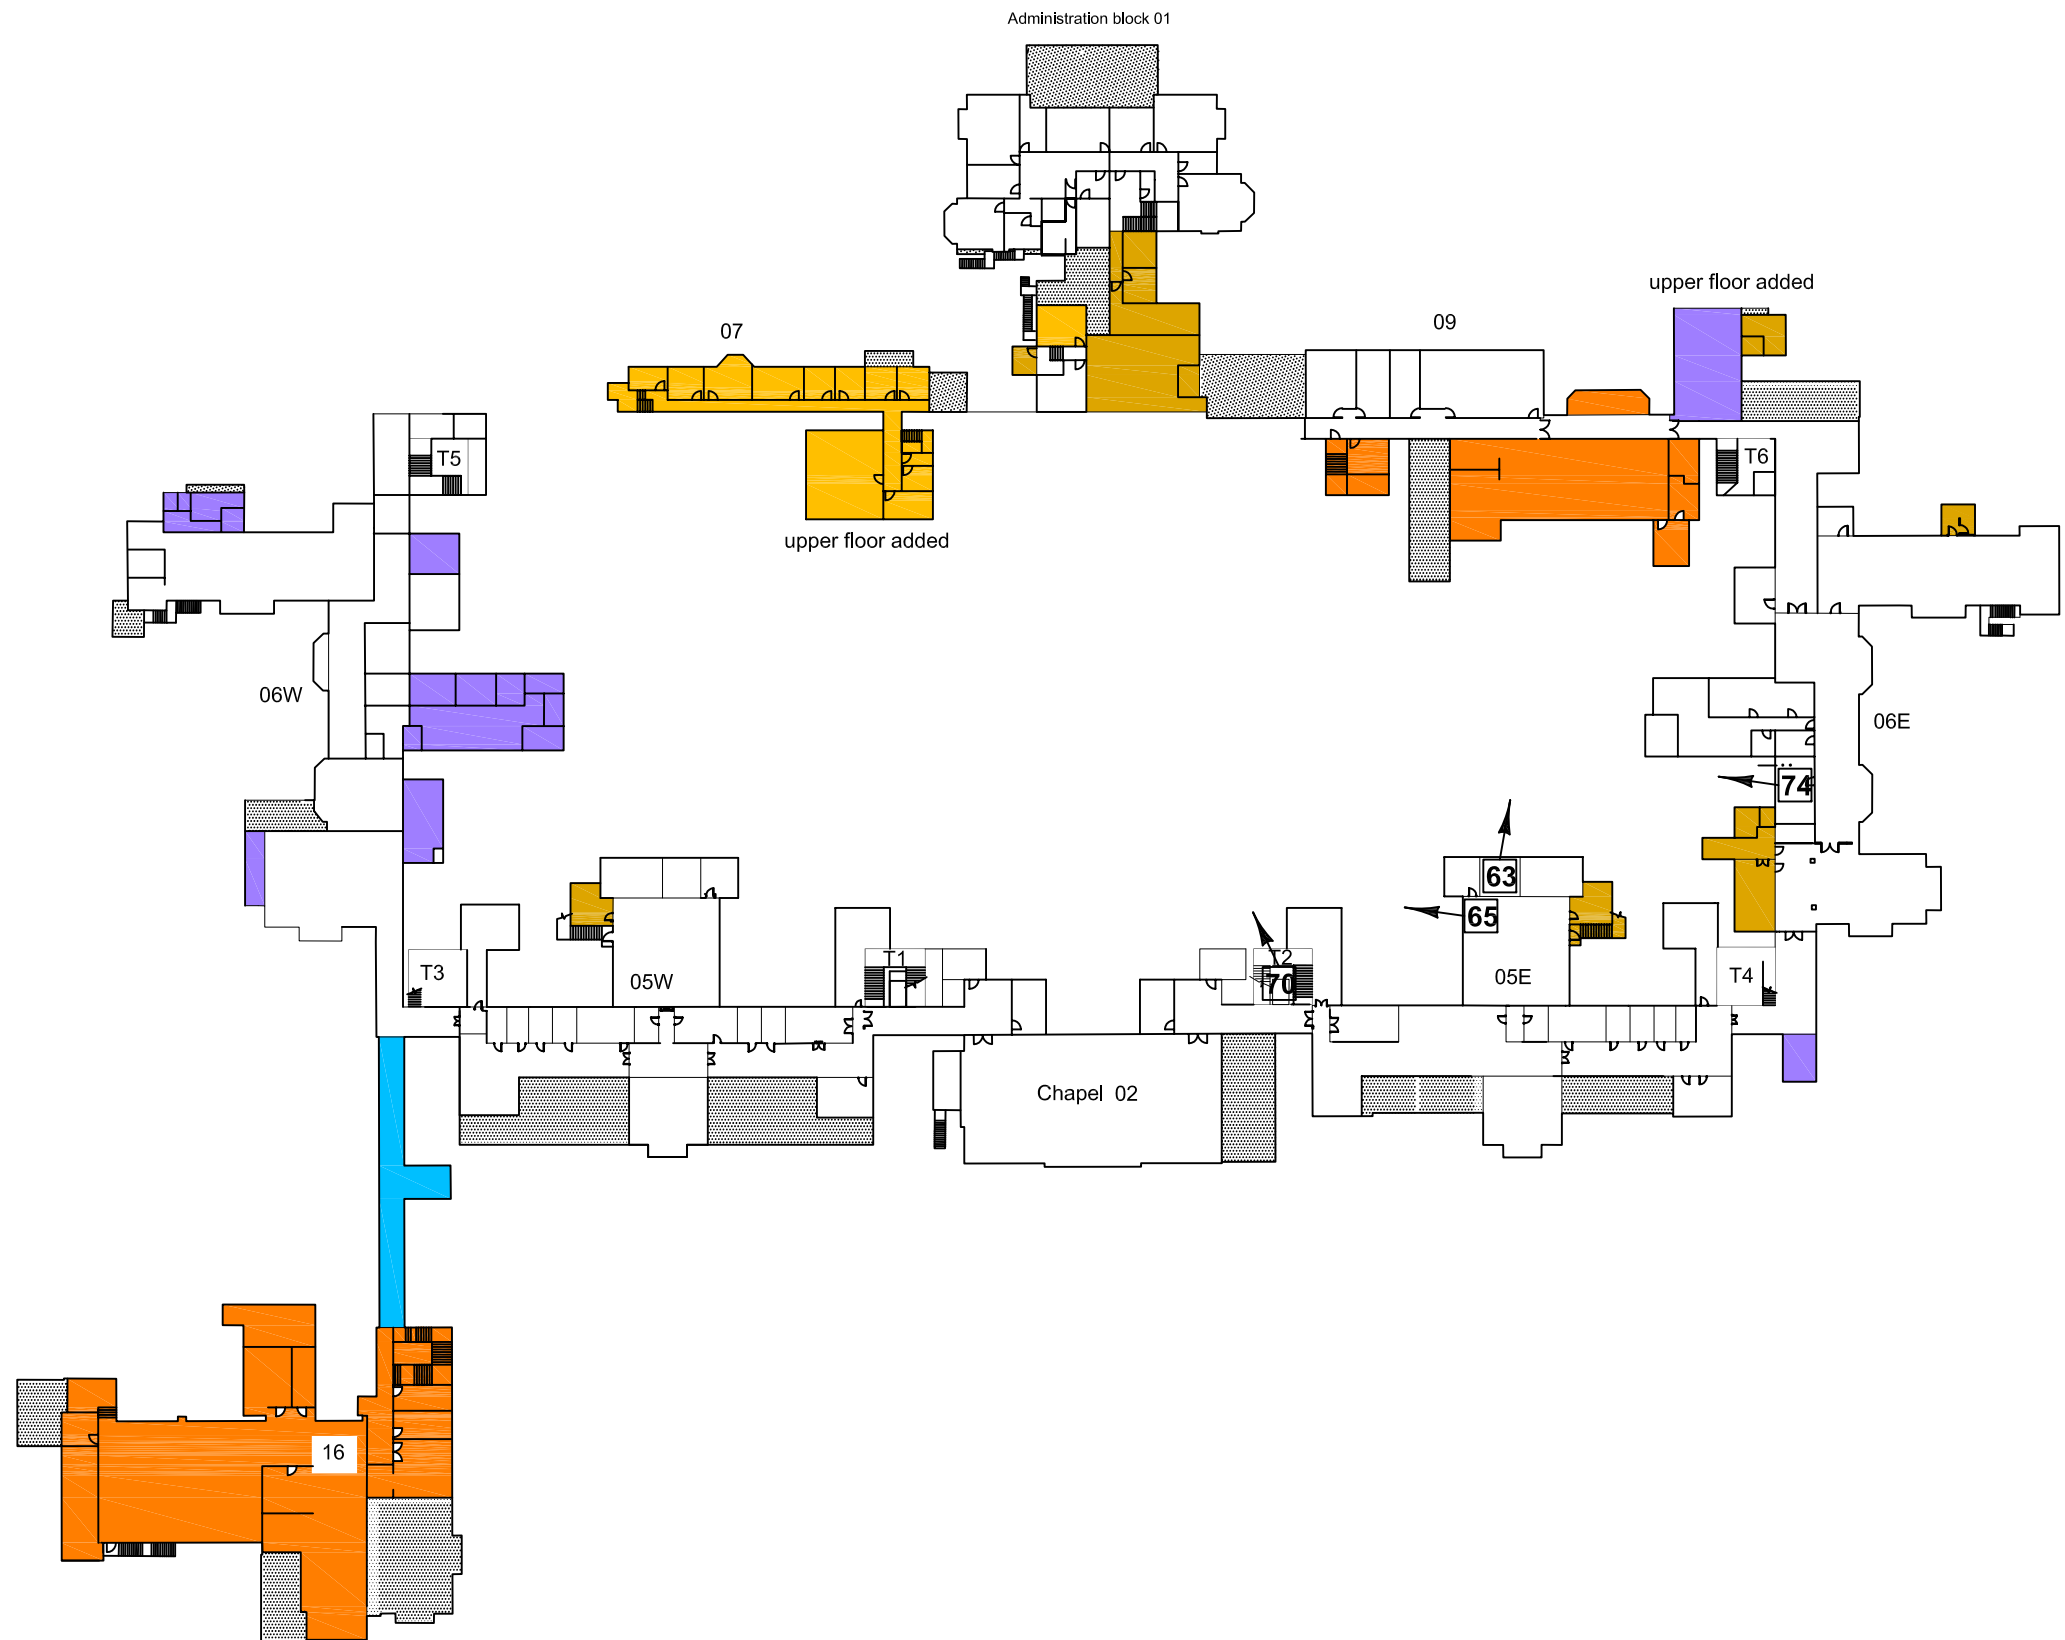 Administration block 01
upper floor added
07
09
T5
T6
upper floor added
06W
06E
74
63
65
T3
05W
T1
T2
70
05E
T4
Chapel 02
16